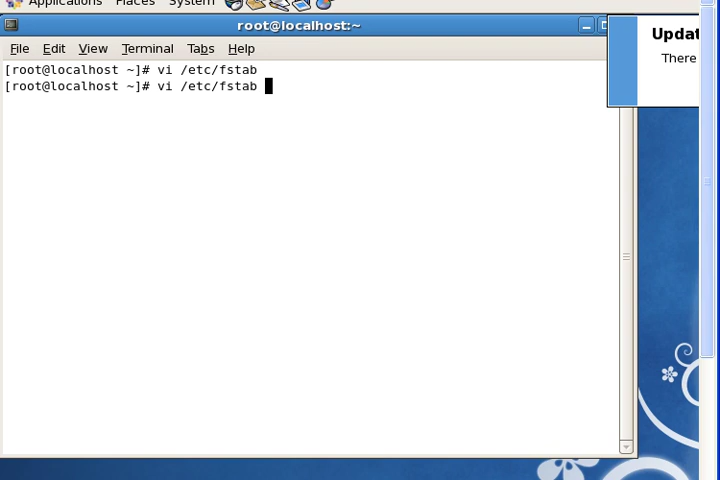 Applications Places System
root@localhost:~
File Edit View Terminal Tabs Help
[root@localhost ~]# vi /etc/fstab
[root@localhost ~]# vi /etc/fstab
Updat
There